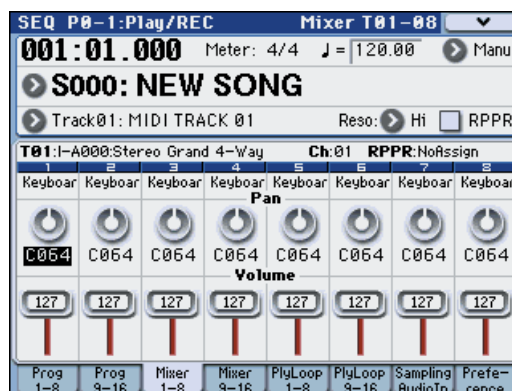 SEQ P0-1:Play/REC Mixer T01-08
001:01.000 Meter: 4/4 ♩= 120.00 Manu
S000: NEW SONG
Track01: MIDI TRACK 01 Reso: Hi RPPR
T01:I-A000:Stereo Grand 4-Way Ch:01 RPPR:NoAssign
1 2 3 4 5 6 7 8
Keyboar Keyboar Keyboar Keyboar Keyboar Keyboar Keyboar Keyboar
Pan
C064 C064 C064 C064 C064 C064 C064 C064
Volume
127 127 127 127 127 127 127 127
Prog Prog Mixer Mixer PlyLoop PlyLoop Sampling Prefe-
1-8 9-16 1-8 9-16 1-8 9-16 AudioIn rence